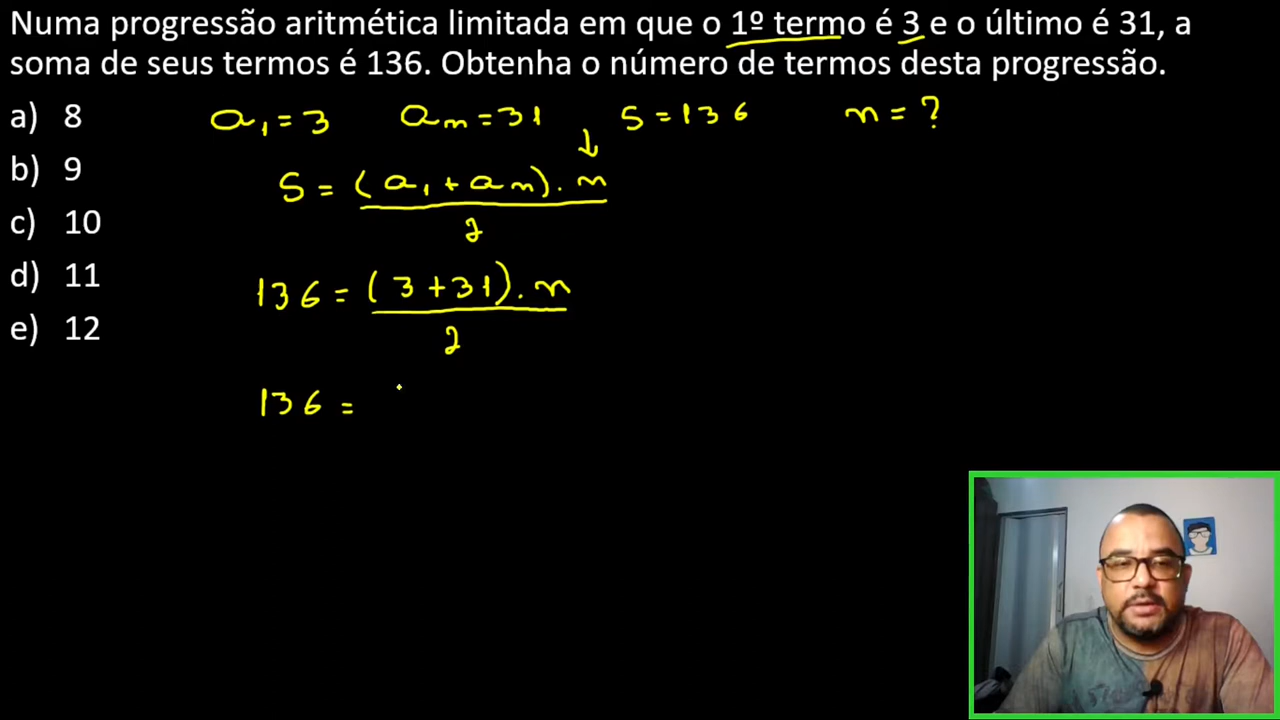 Numa progressão aritmética limitada em que o 1º termo é 3 e o último é 31, a
soma de seus termos é 136. Obtenha o número de termos desta progressão.
a) 8
b) 9
c) 10
d) 11
e) 12
a₁ = 3 aₙ = 31 S = 136 n = ?
S = (a₁ + aₙ) . n
2
136 = (3 + 31) . n
2
136 =